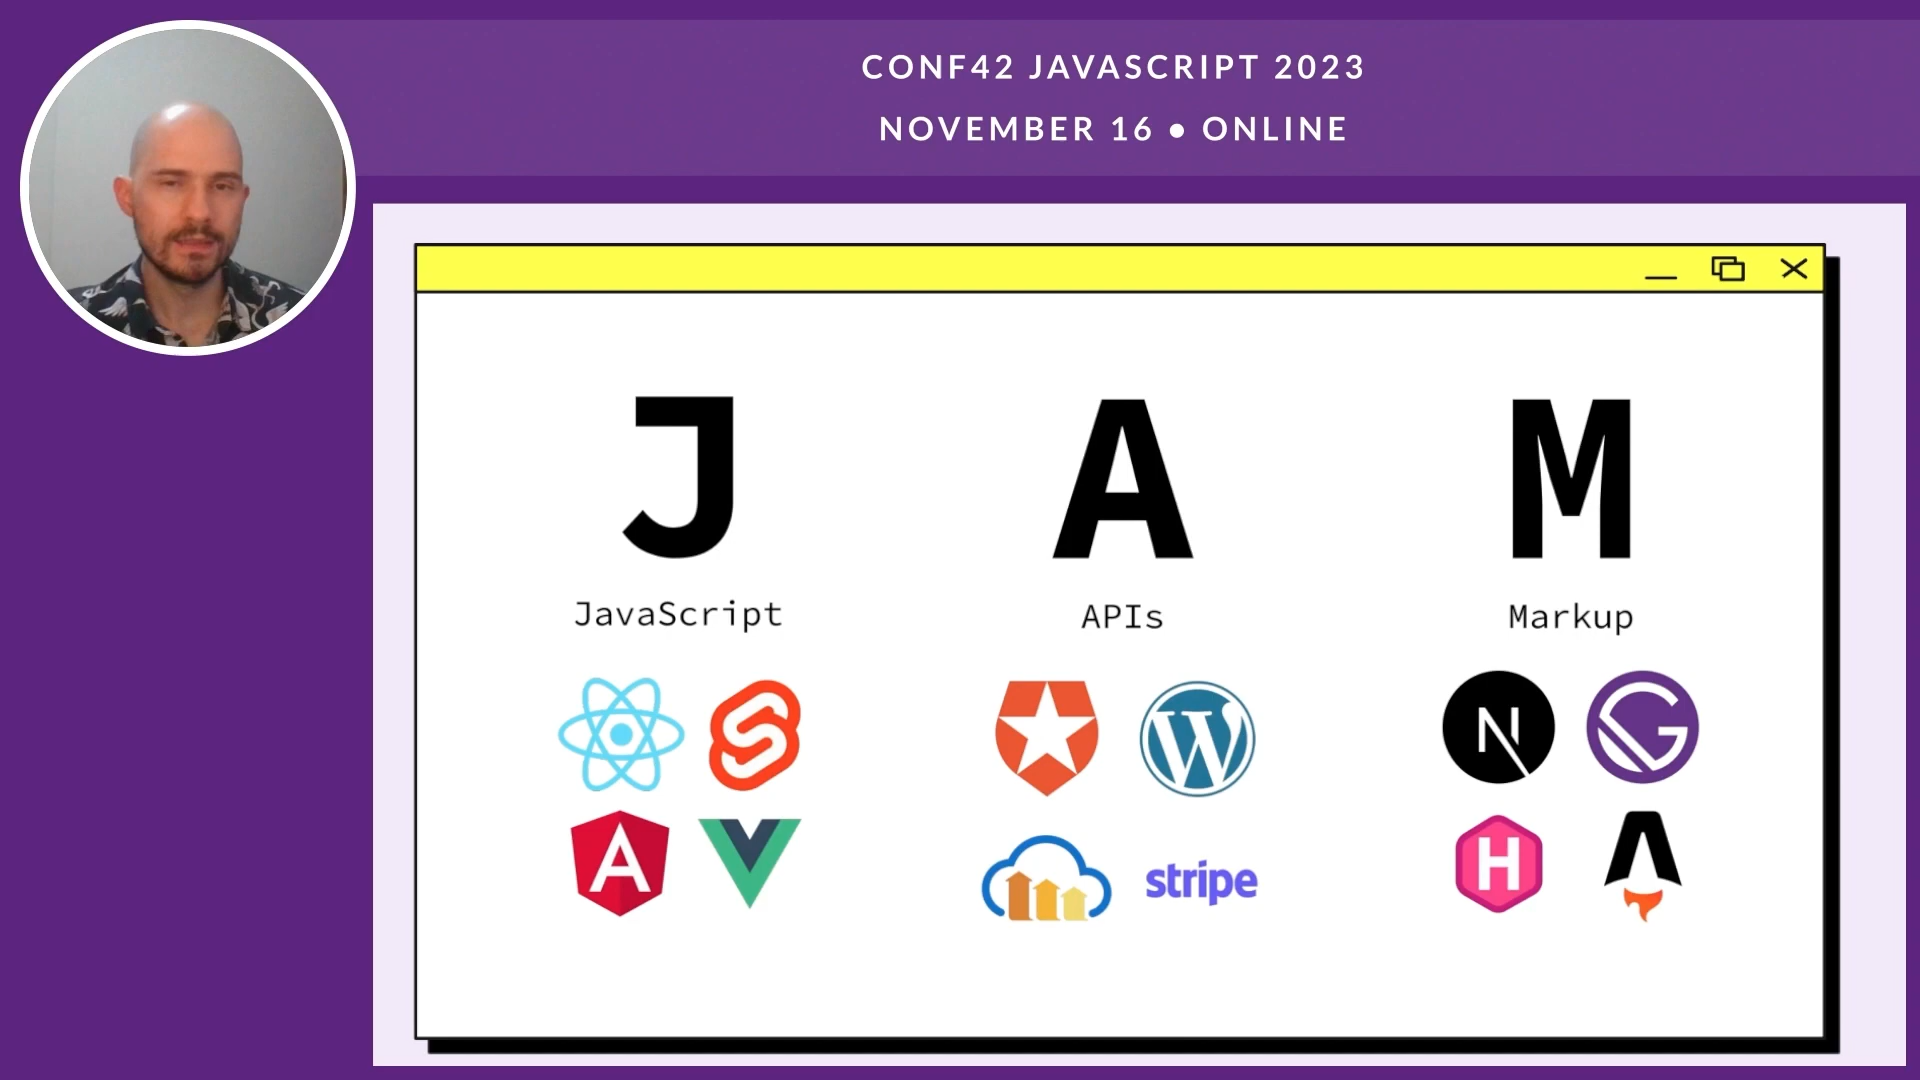 CONF42 JAVASCRIPT 2023
NOVEMBER 16 • ONLINE
J A M
JavaScript APIs Markup
stripe